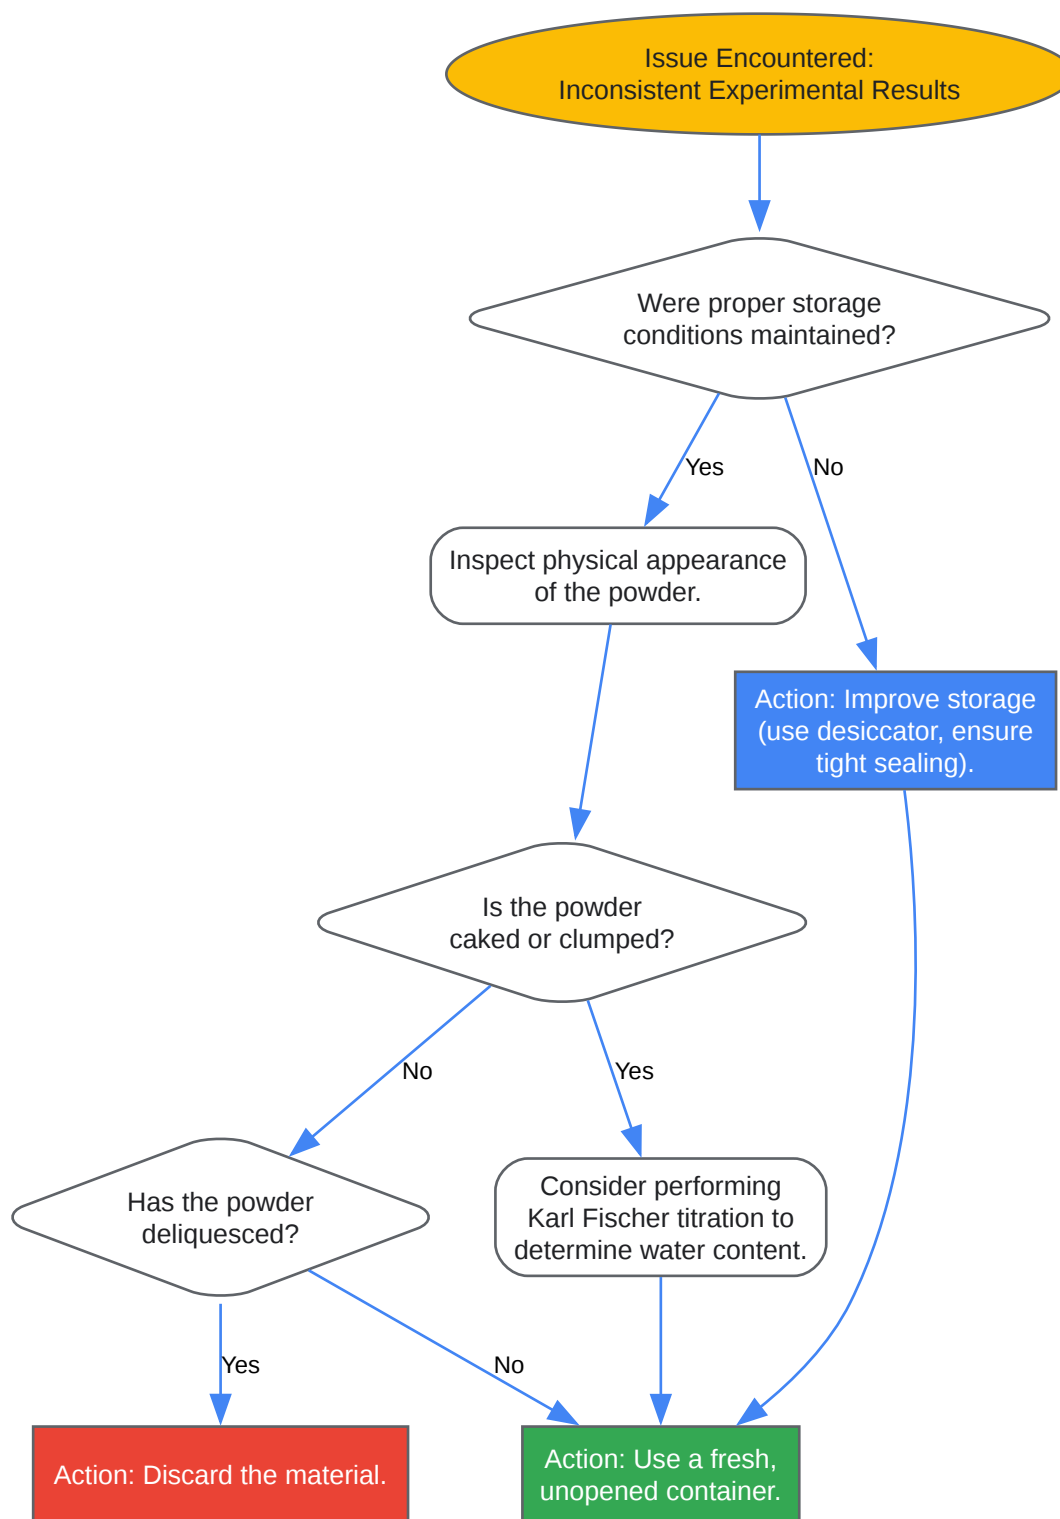 Issue Encountered:
Inconsistent Experimental Results
Were proper storage
conditions maintained?
Yes
No
Inspect physical appearance
of the powder.
Action: Improve storage
(use desiccator, ensure
tight sealing).
Is the powder
caked or clumped?
No
Yes
Has the powder
deliquesced?
Consider performing
Karl Fischer titration to
determine water content.
Yes
No
Action: Discard the material.
Action: Use a fresh,
unopened container.